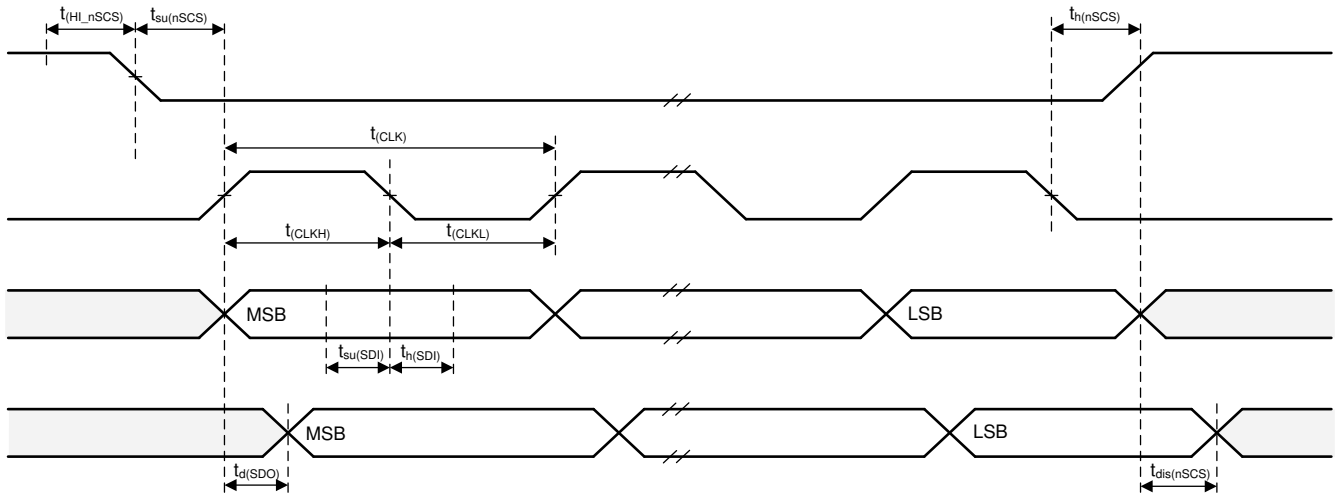 t(HI_nSCS)
tsu(nSCS)
th(nSCS)
t(CLK)
t(CLKH)
t(CLKL)
MSB
LSB
tsu(SDI)
th(SDI)
MSB
LSB
td(SDO)
tdis(nSCS)